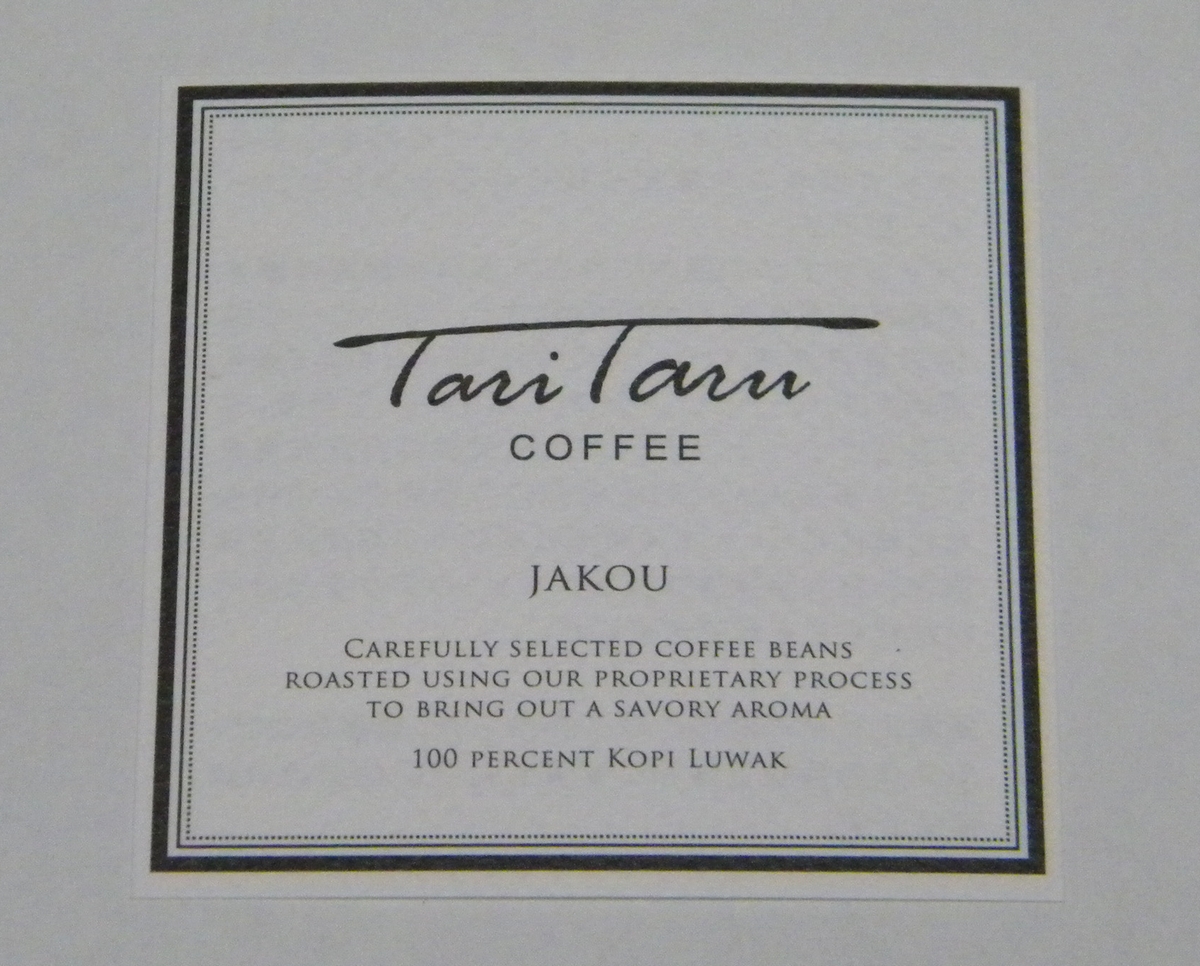 Tari Taru
COFFEE
JAKOU
CAREFULLY SELECTED COFFEE BEANS
ROASTED USING OUR PROPRIETARY PROCESS
TO BRING OUT A SAVORY AROMA
100 PERCENT KOPI LUWAK